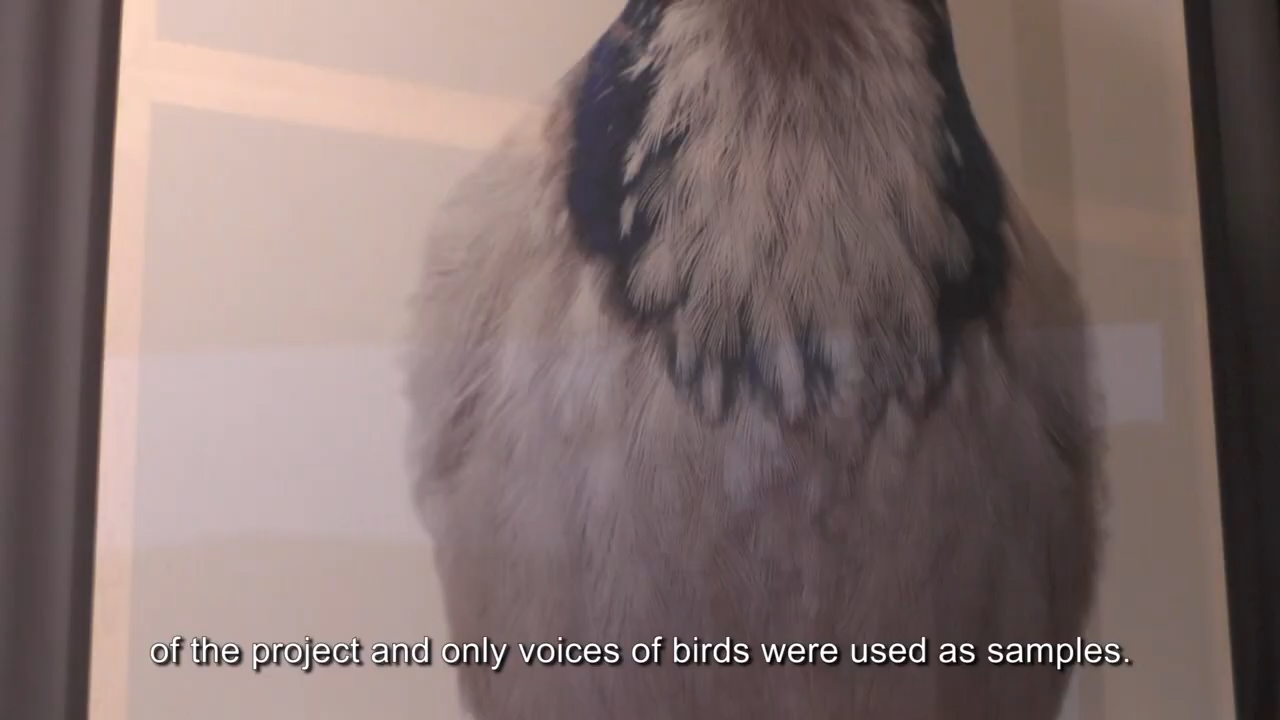 of the project and only voices of birds were used as samples.